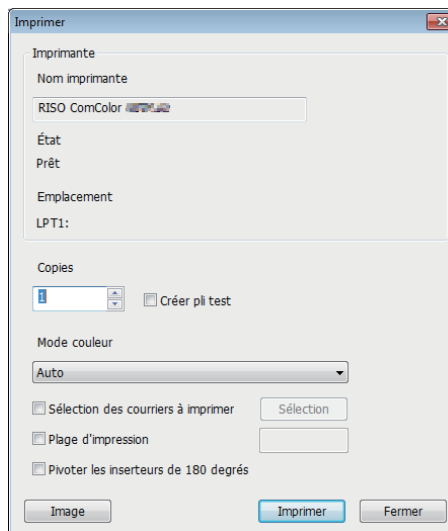 Imprimer
Imprimante
Nom imprimante
RISO ComColor
État
Prêt
Emplacement
LPT1:
Copies
1
Créer pli test
Mode couleur
Auto
Sélection des courriers à imprimer
Sélection
Plage d'impression
Pivoter les inserteurs de 180 degrés
Image
Imprimer
Fermer